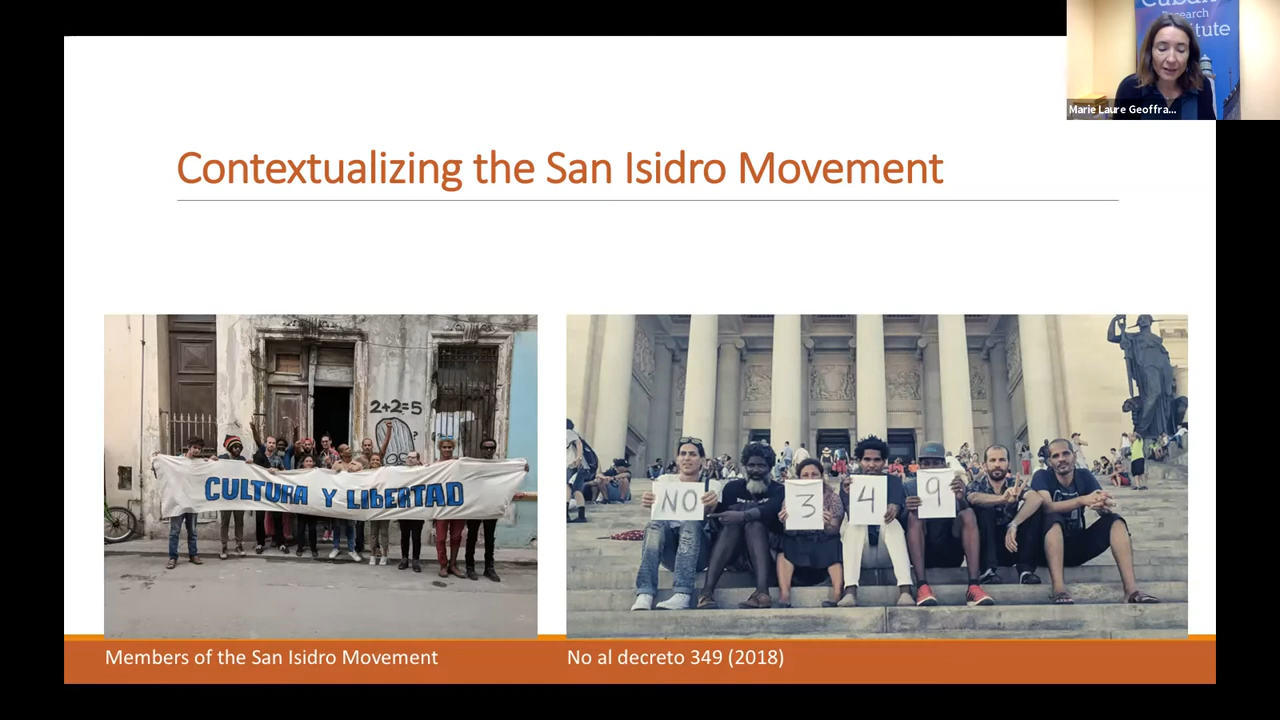 Cuban
Research
Institute
Marie Laure Geoffra...
Contextualizing the San Isidro Movement
2+2=5
?
CULTURA Y LIBERTAD
NO 3 4 9
Members of the San Isidro Movement
No al decreto 349 (2018)